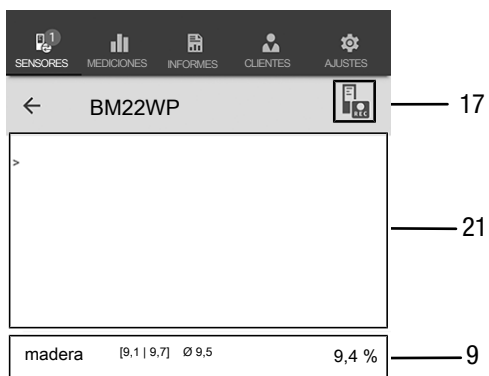 1
SENSORES MEDICIONES INFORMES CLIENTES AJUSTES
← BM22WP REC 17
>
21
madera [9,1 | 9,7] Ø 9,5 9,4 % 9